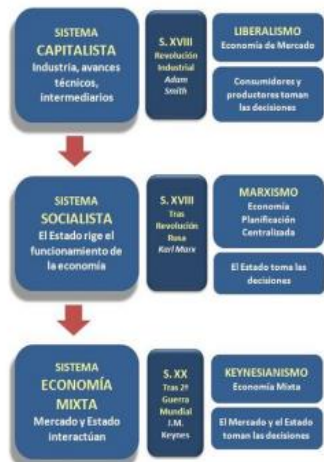 SISTEMA
CAPITALISTA
Industria, avances
técnicos,
intermediarios
S. XVIII
Revolución
Industrial
Adam
Smith
LIBERALISMO
Economía de Mercado
Consumidores y
productores toman
las decisiones
SISTEMA
SOCIALISTA
El Estado rige el
funcionamiento de
la economía
S. XVIII
Tras
Revolución
Rusa
Karl Marx
MARXISMO
Economía
Planificación
Centralizada
El Estado toma las
decisiones
SISTEMA
ECONOMÍA
MIXTA
Mercado y Estado
interactúan
S. XX
Tras 2ª
Guerra
Mundial
J.M.
Keynes
KEYNESIANISMO
Economía Mixta
El Mercado y el Estado
toman las decisiones